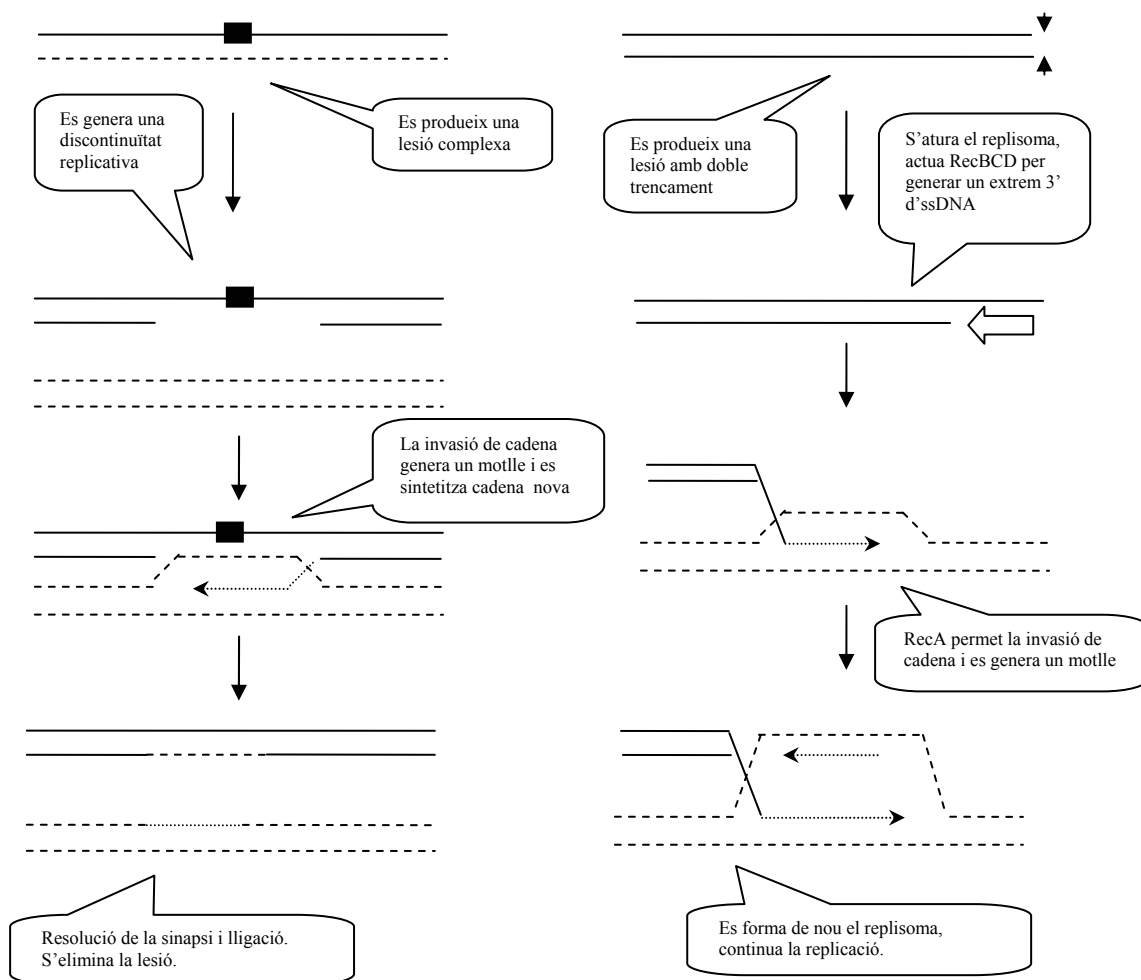 Es genera una
discontinuïtat
replicativa
Es produeix una
lesió complexa
Es produeix una
lesió amb doble
trencament
S'atura el replisoma,
actua RecBCD per
generar un extrem 3'
d'ssDNA
La invasió de cadena
genera un motlle i es
sintetitza cadena nova
RecA permet la invasió de
cadena i es genera un motlle
Resolució de la sinapsi i lligació.
S'elimina la lesió.
Es forma de nou el replisoma,
continua la replicació.